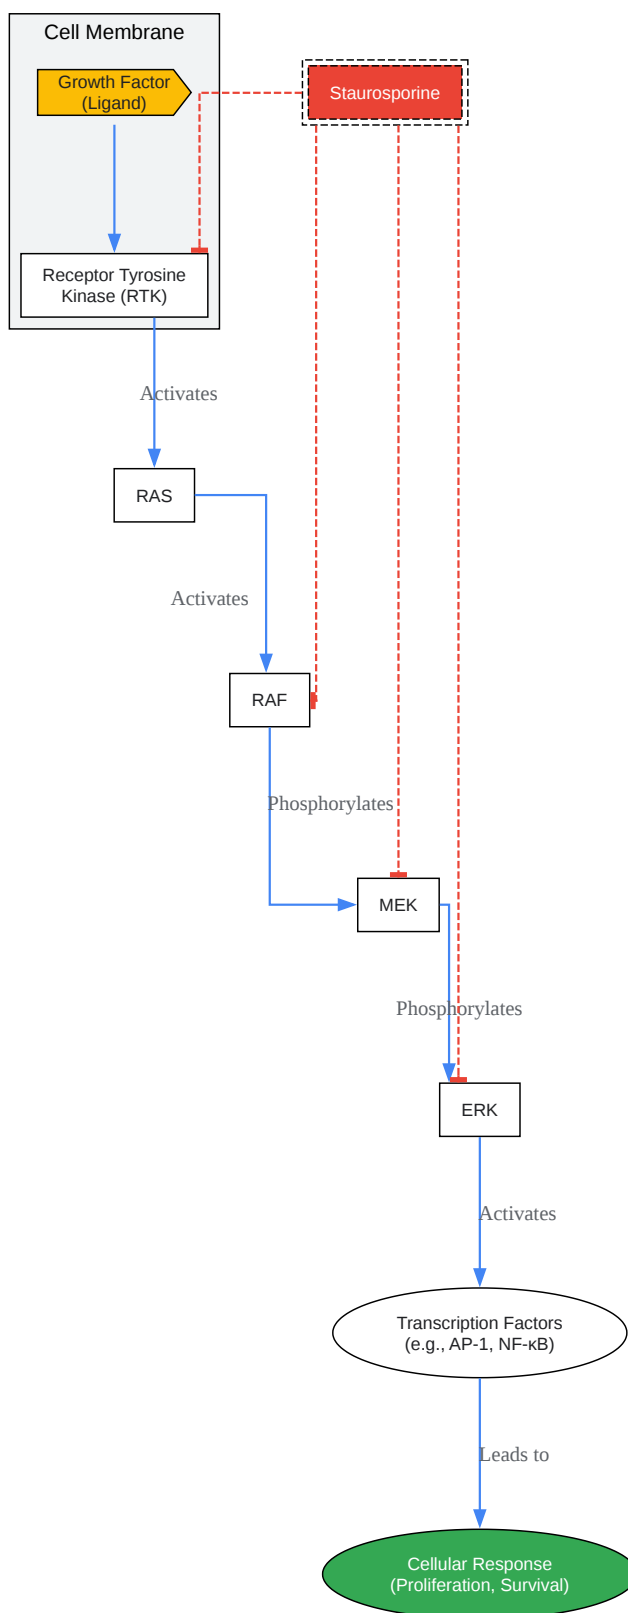 Cell Membrane
Growth Factor
(Ligand)
Staurosporine
Receptor Tyrosine
Kinase (RTK)
Activates
RAS
Activates
RAF
Phosphorylates
MEK
Phosphorylates
ERK
Activates
Transcription Factors
(e.g., AP-1, NF-κB)
Leads to
Cellular Response
(Proliferation, Survival)